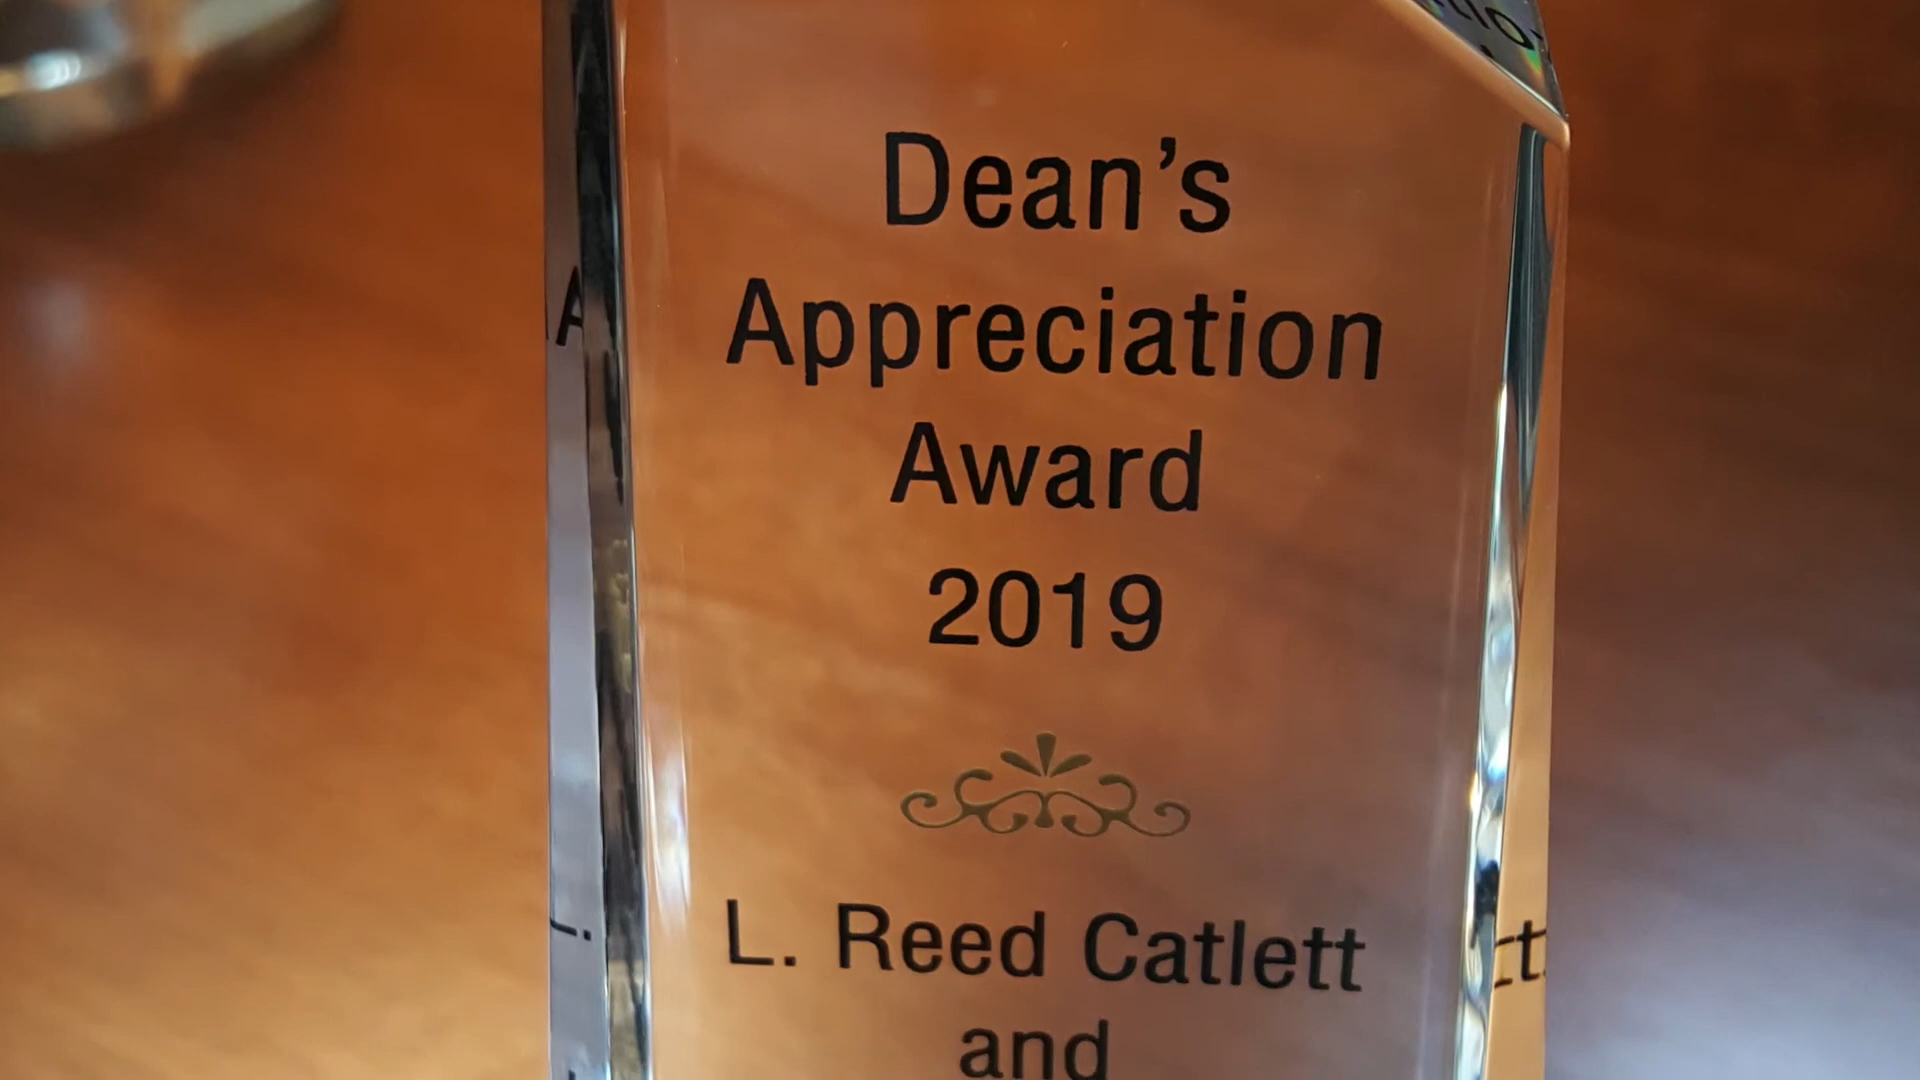 Dean's
Appreciation
Award
2019
L. Reed Catlett
and